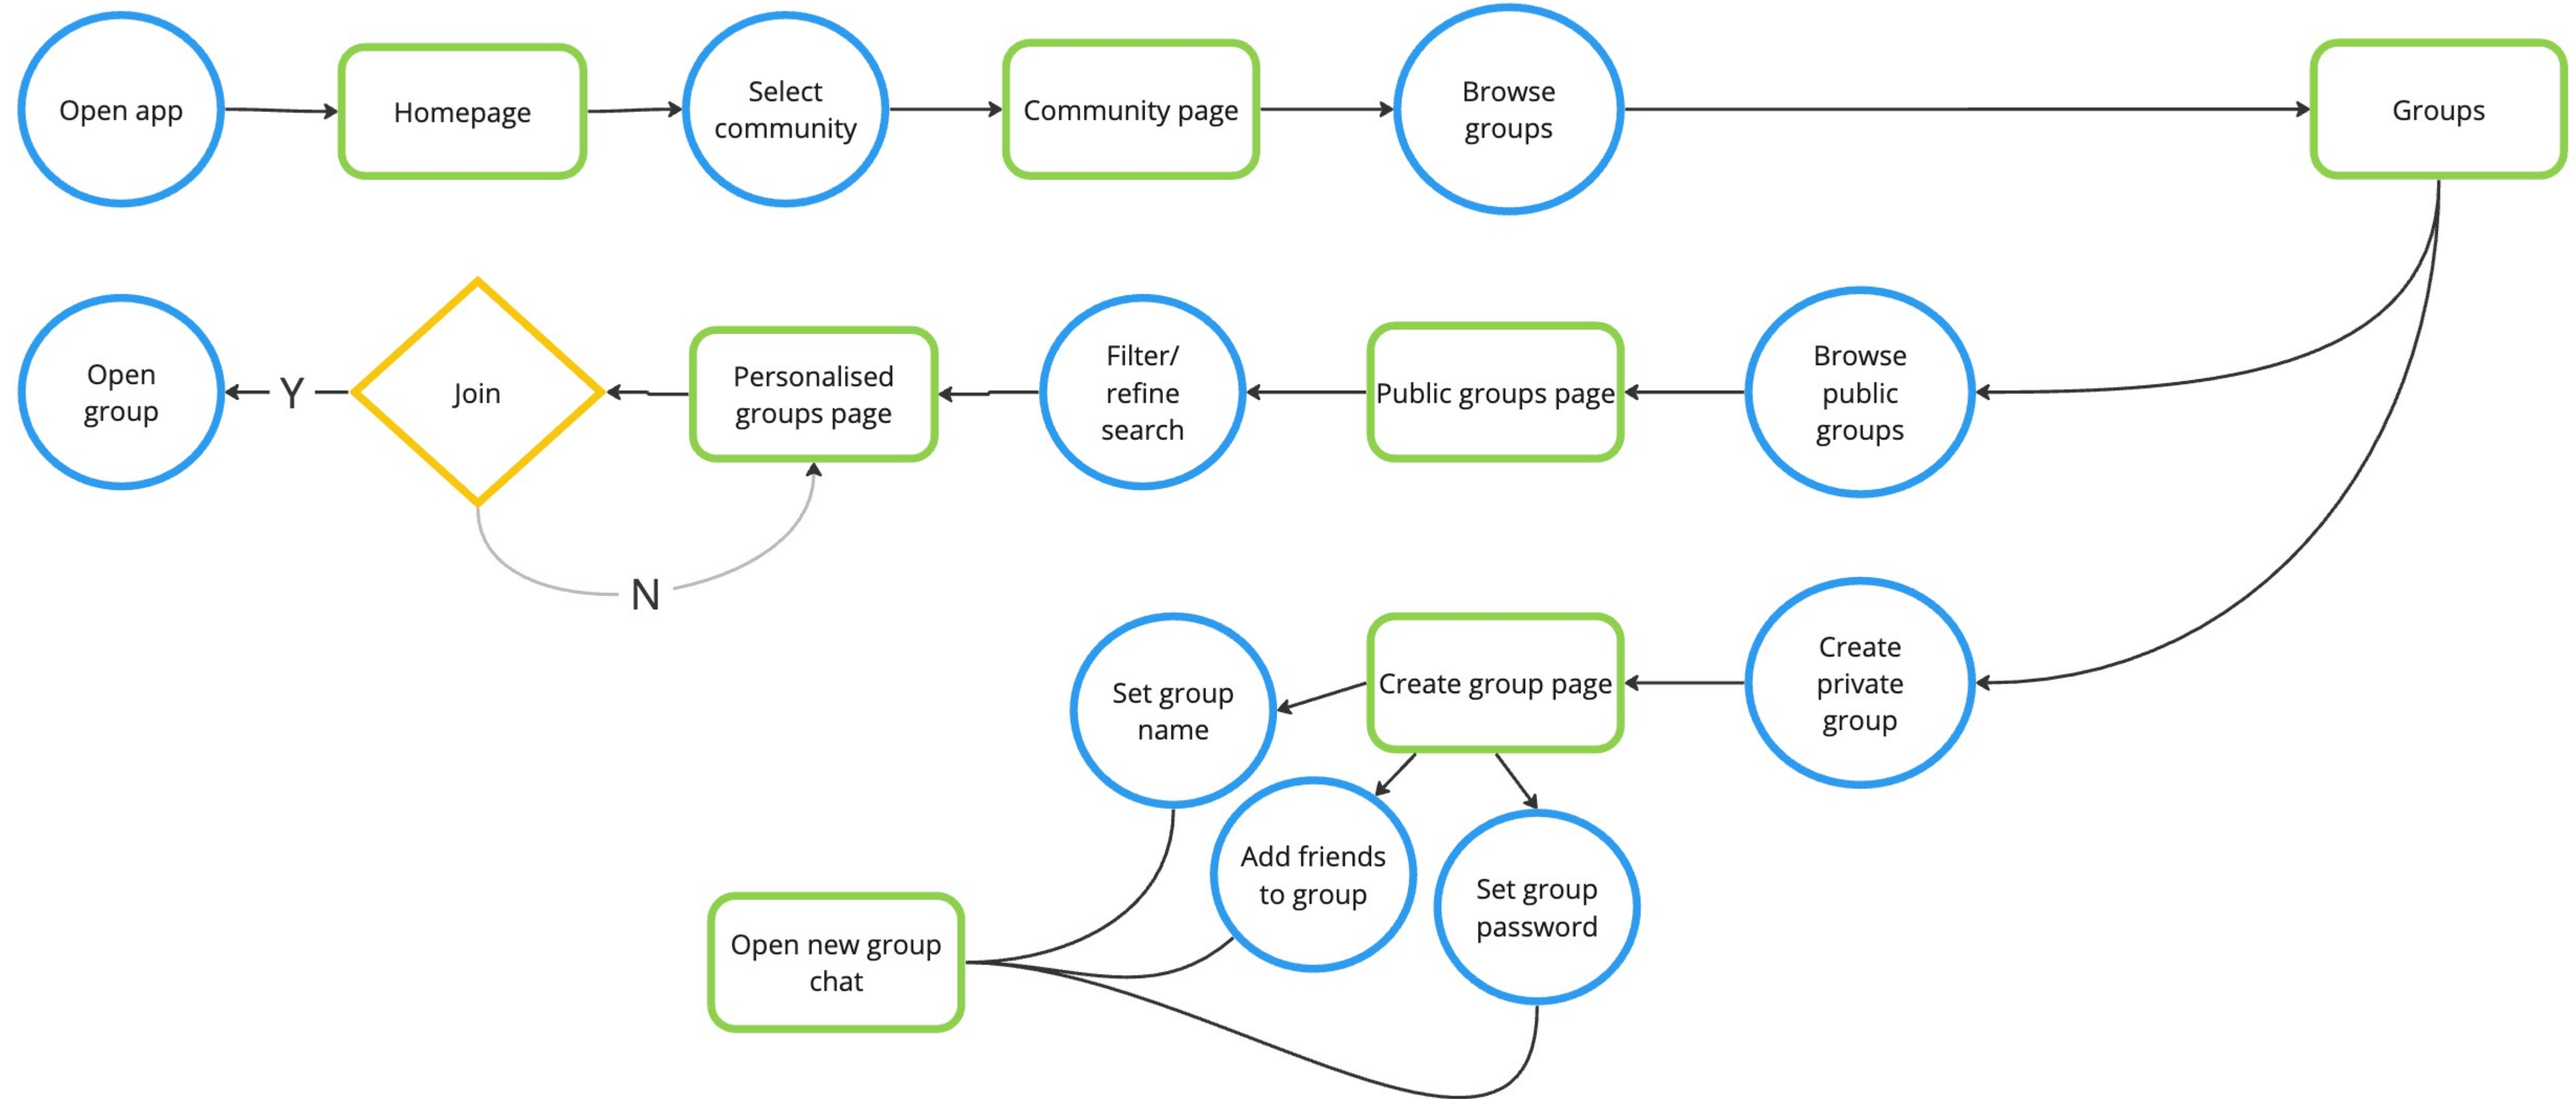 Open app
Homepage
Select
community
Community page
Browse
groups
Groups
Open
group
Y
Join
Personalised
groups page
Filter/
refine
search
Public groups page
Browse
public
groups
N
Set group
name
Create group page
Create
private
group
Add friends
to group
Set group
password
Open new group
chat